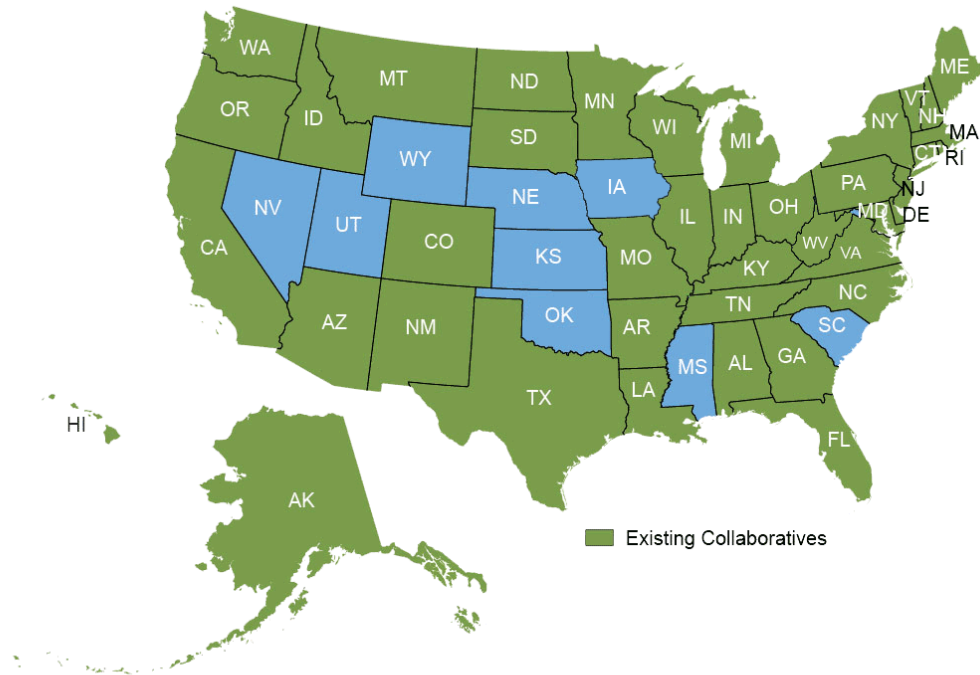 WA
MT
ND
MN
ME
VT
NH
OR
ID
SD
WI
MI
NY
MA
CT
RI
WY
NE
IA
PA
NJ
NV
UT
CO
IL
IN
OH
MD
DE
CA
KS
MO
WV
VA
KY
NC
AZ
NM
OK
AR
TN
SC
MS
AL
GA
TX
LA
HI
FL
AK
Existing Collaboratives